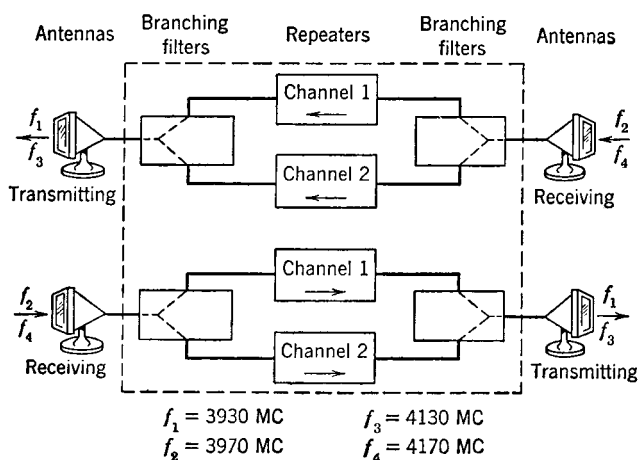 Antennas Branching filters Repeaters Branching filters Antennas
Channel 1
f₁
f₃
Transmitting
f₂
f₄
Receiving
Channel 2
Channel 1
f₂
f₄
Receiving
f₁
f₃
Transmitting
Channel 2
f₁ = 3930 MC f₃ = 4130 MC
f₂ = 3970 MC f₄ = 4170 MC